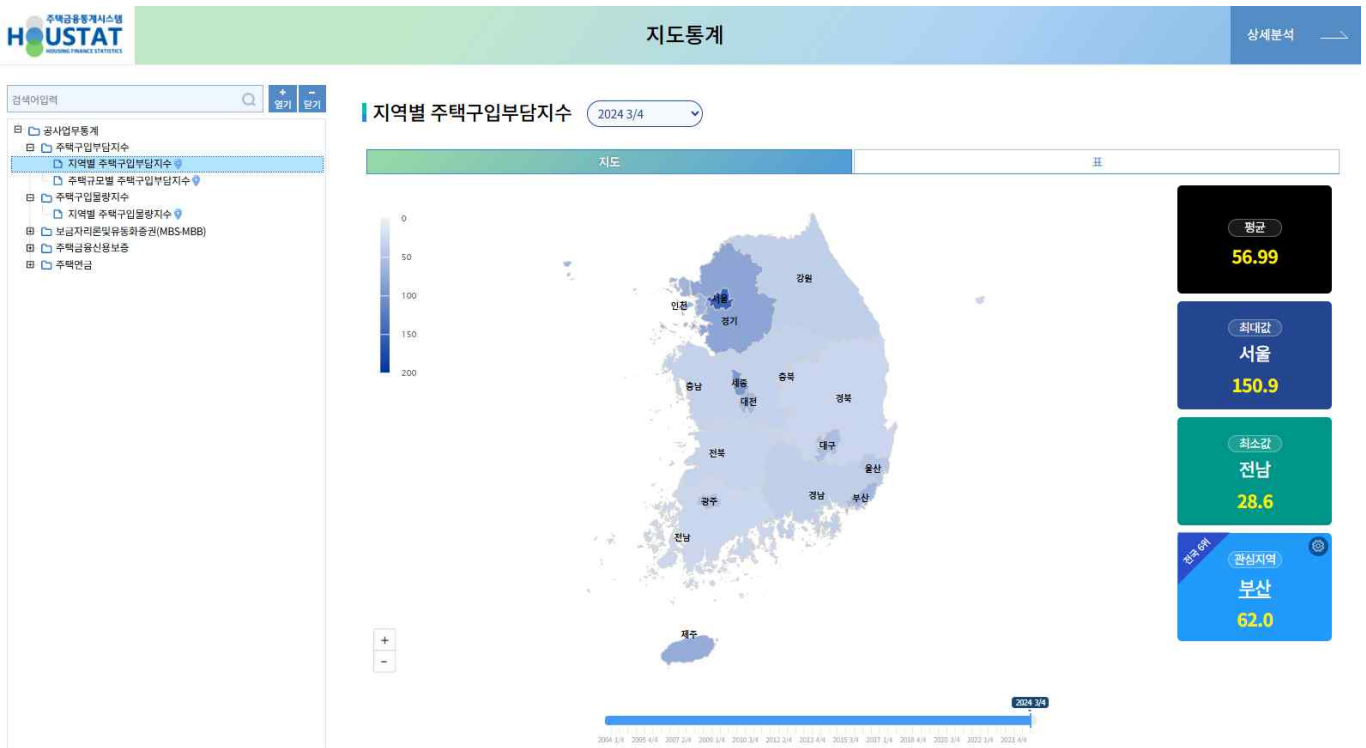 주택금융통계시스템
HOUSTAT
HOUSING FINANCE STATISTICS
지도통계
상세분석
검색어입력
+
열기
−
닫기
공사업무통계
주택구입부담지수
지역별 주택구입부담지수
주택규모별 주택구입부담지수
주택구입물량지수
지역별 주택구입물량지수
보금자리론및유동화증권(MBS·MBB)
주택금융신용보증
주택연금
지역별 주택구입부담지수
2024 3/4
지도
표
0
50
100
150
200
강원
서울
인천
경기
충북
세종
충남
대전
경북
대구
전북
울산
경남
부산
광주
전남
제주
+
−
평균
56.99
최대값
서울
150.9
최소값
전남
28.6
전국 6위
관심지역
부산
62.0
2024 3/4
2004 1/4
2005 4/4